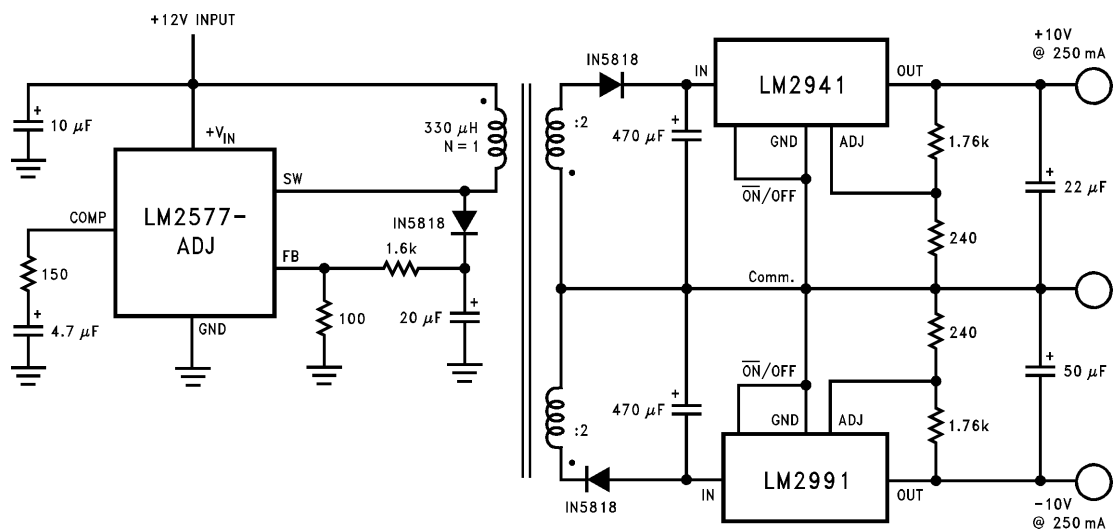 +12V INPUT
10 μF
+
+VIN
LM2577-
ADJ
COMP
SW
FB
GND
150
+
4.7 μF
330 μH
N = 1
IN5818
1.6k
100
20 μF
+
:2
IN5818
470 μF
+
IN
LM2941
OUT
GND
ADJ
ON/OFF
1.76k
240
+
22 μF
+10V
@ 250 mA
Comm.
:2
IN5818
470 μF
+
IN
LM2991
OUT
GND
ADJ
ON/OFF
240
1.76k
+
50 μF
−10V
@ 250 mA